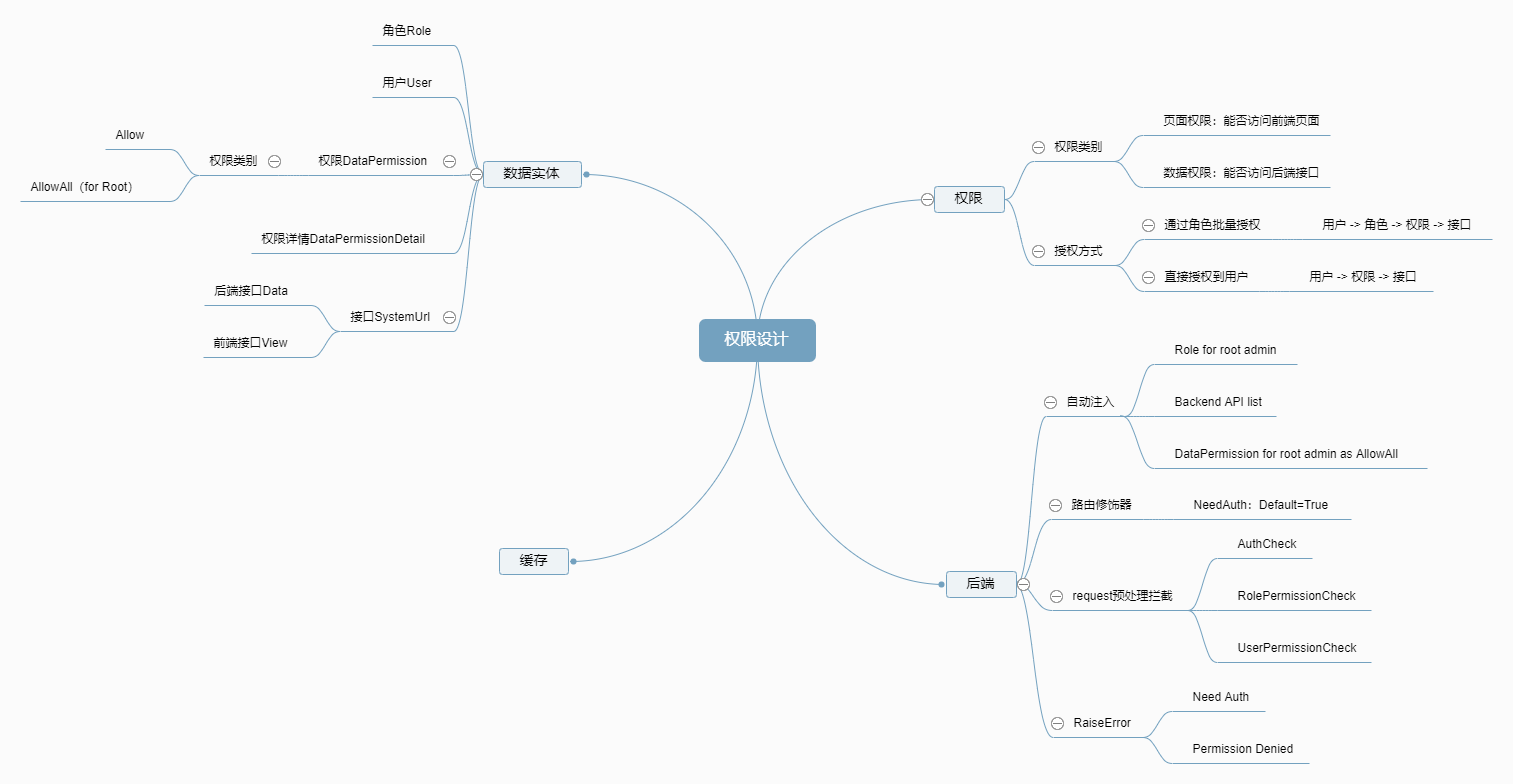 权限设计
数据实体
角色Role
用户User
权限DataPermission
权限类别
Allow
AllowAll（for Root）
权限详情DataPermissionDetail
接口SystemUrl
后端接口Data
前端接口View
缓存
权限
权限类别
页面权限：能否访问前端页面
数据权限：能否访问后端接口
授权方式
通过角色批量授权
用户 -> 角色 -> 权限 -> 接口
直接授权到用户
用户 -> 权限 -> 接口
后端
自动注入
Role for root admin
Backend API list
DataPermission for root admin as AllowAll
路由修饰器
NeedAuth：Default=True
request预处理拦截
AuthCheck
RolePermissionCheck
UserPermissionCheck
RaiseError
Need Auth
Permission Denied